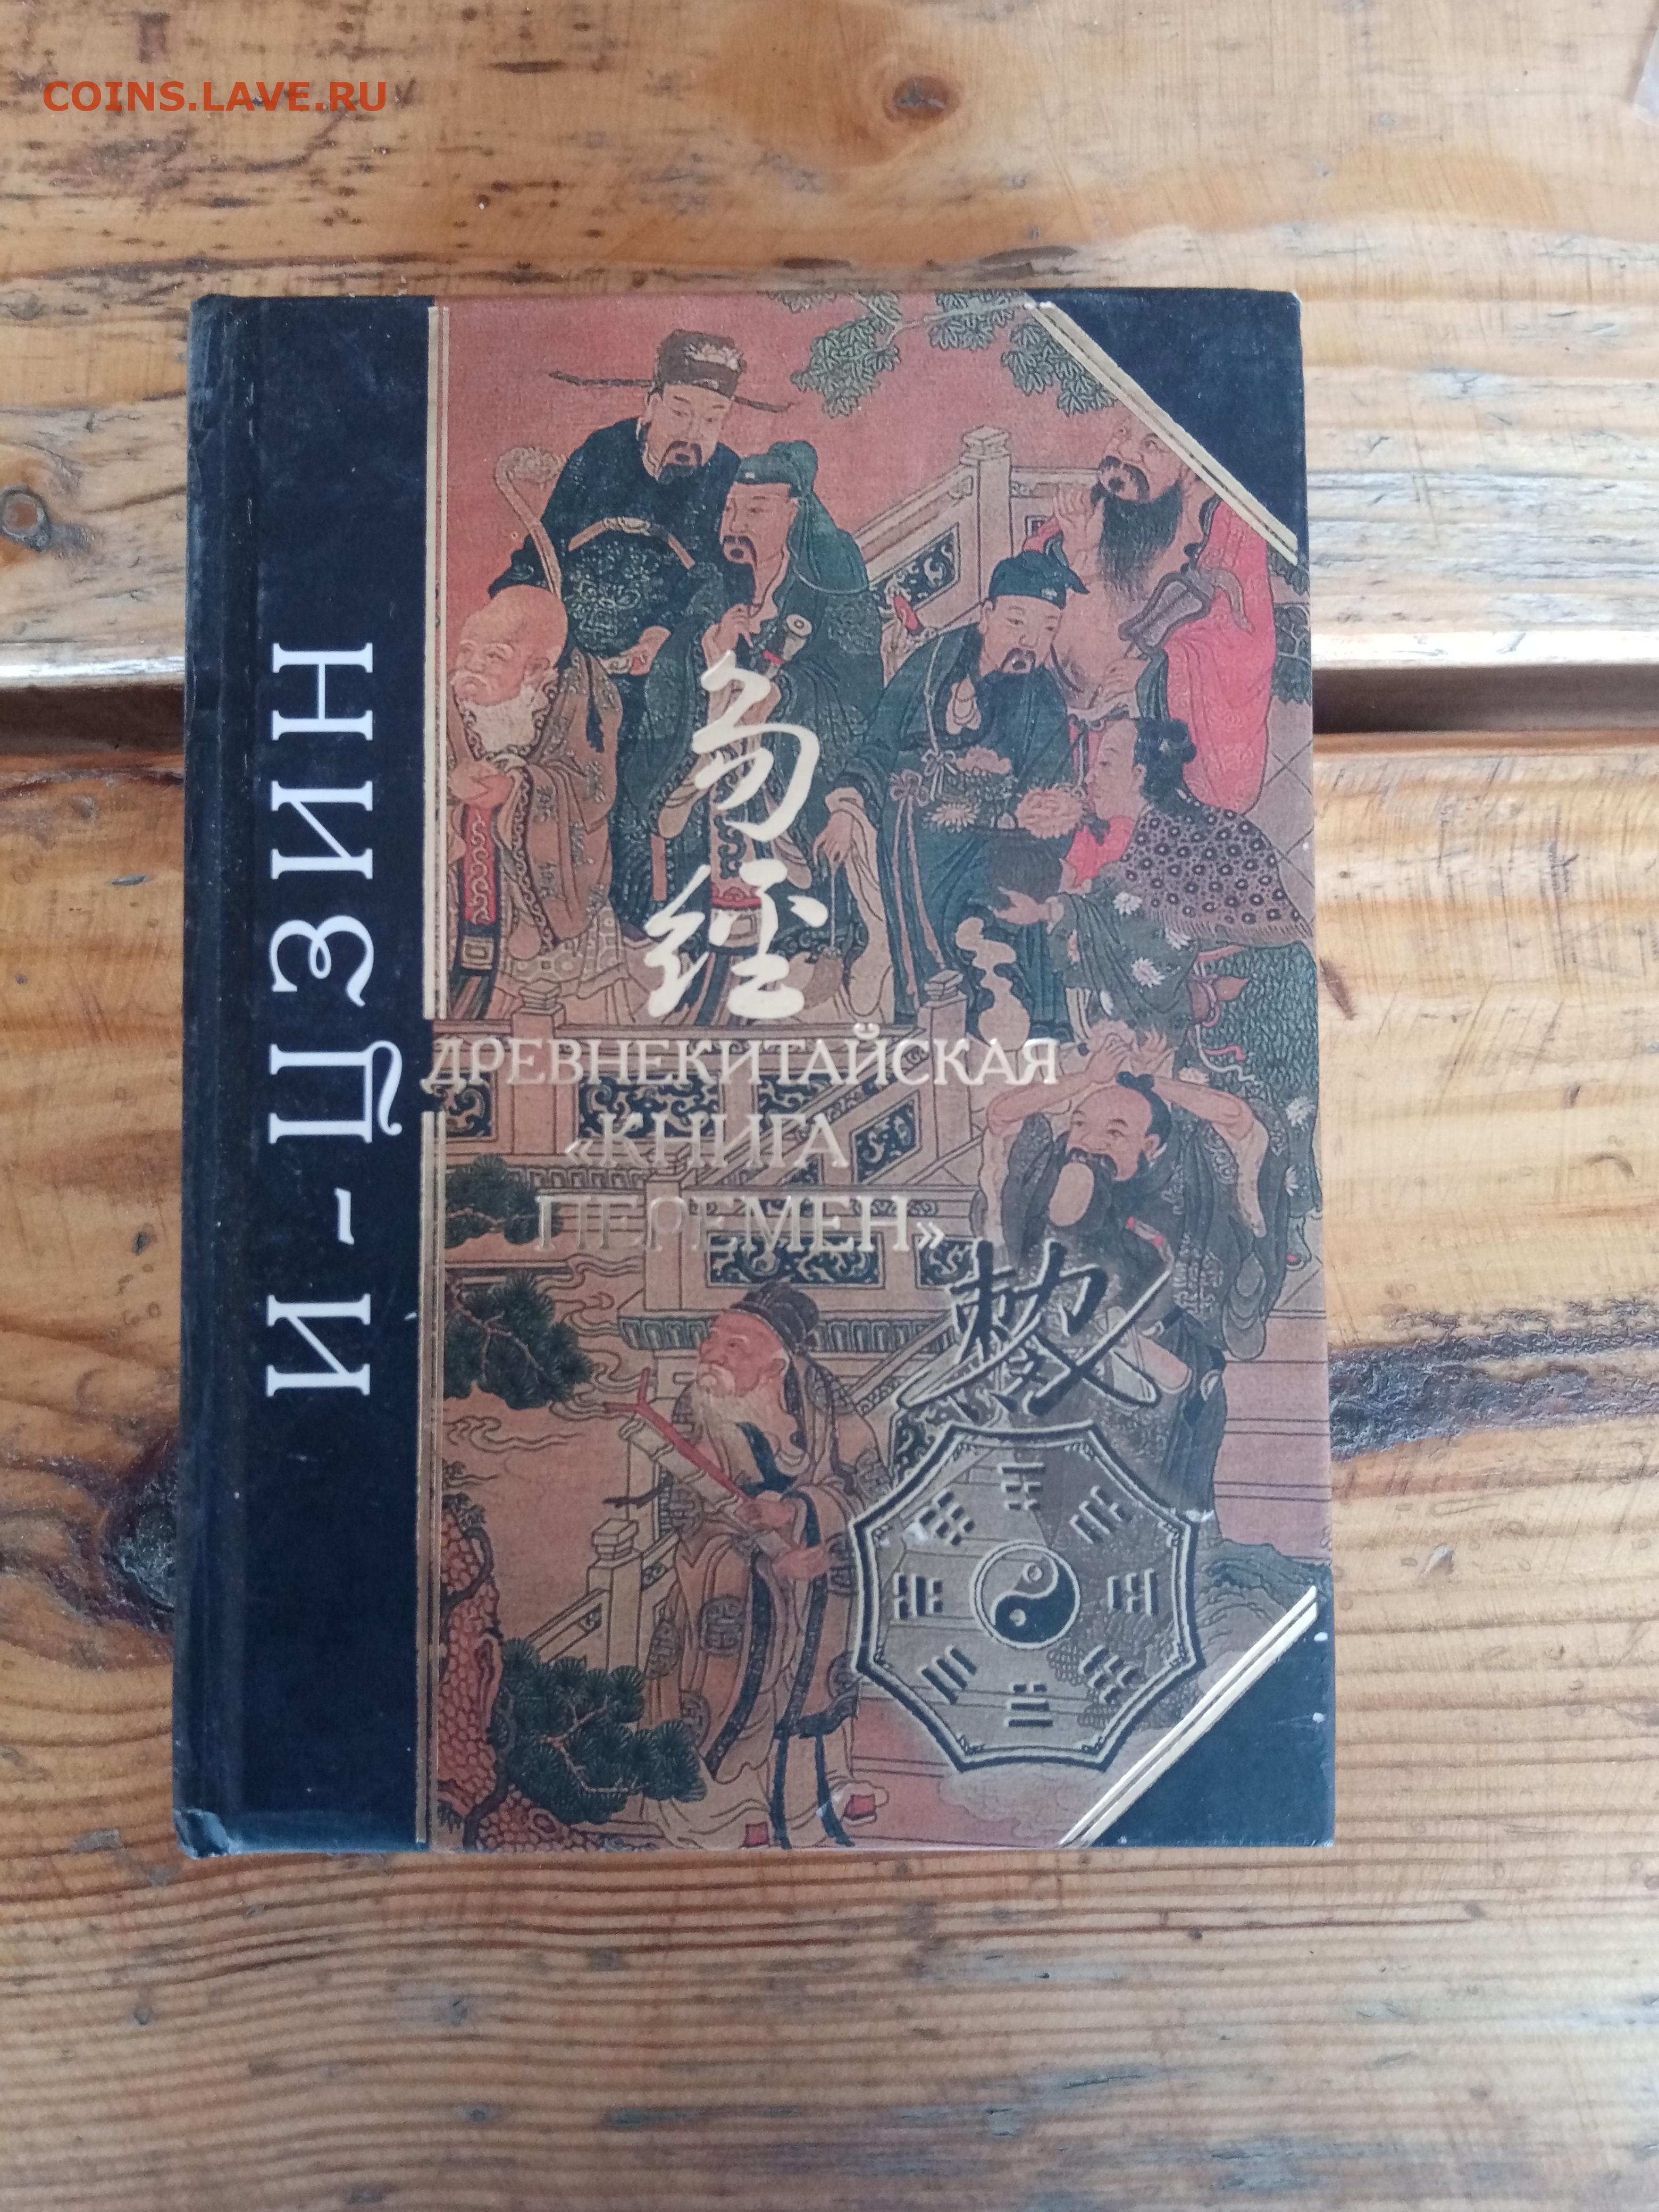 COINS.LAVE.RU
И-ЦЗИН
易
經
ДРЕВНЕКИТАЙСКАЯ
«КНИГА
ПЕРЕМЕН»